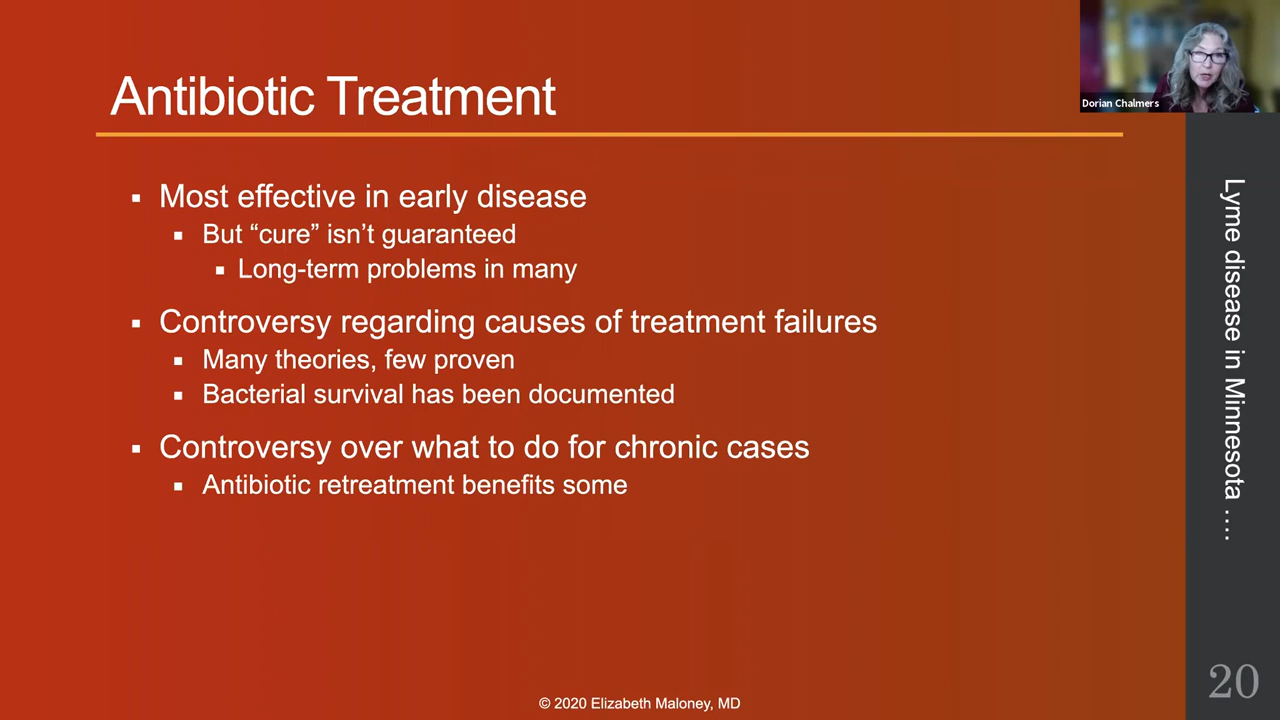 Antibiotic Treatment
Dorian Chalmers
Most effective in early disease
But “cure” isn’t guaranteed
Long-term problems in many
Controversy regarding causes of treatment failures
Many theories, few proven
Bacterial survival has been documented
Controversy over what to do for chronic cases
Antibiotic retreatment benefits some
Lyme disease in Minnesota ....
20
© 2020 Elizabeth Maloney, MD